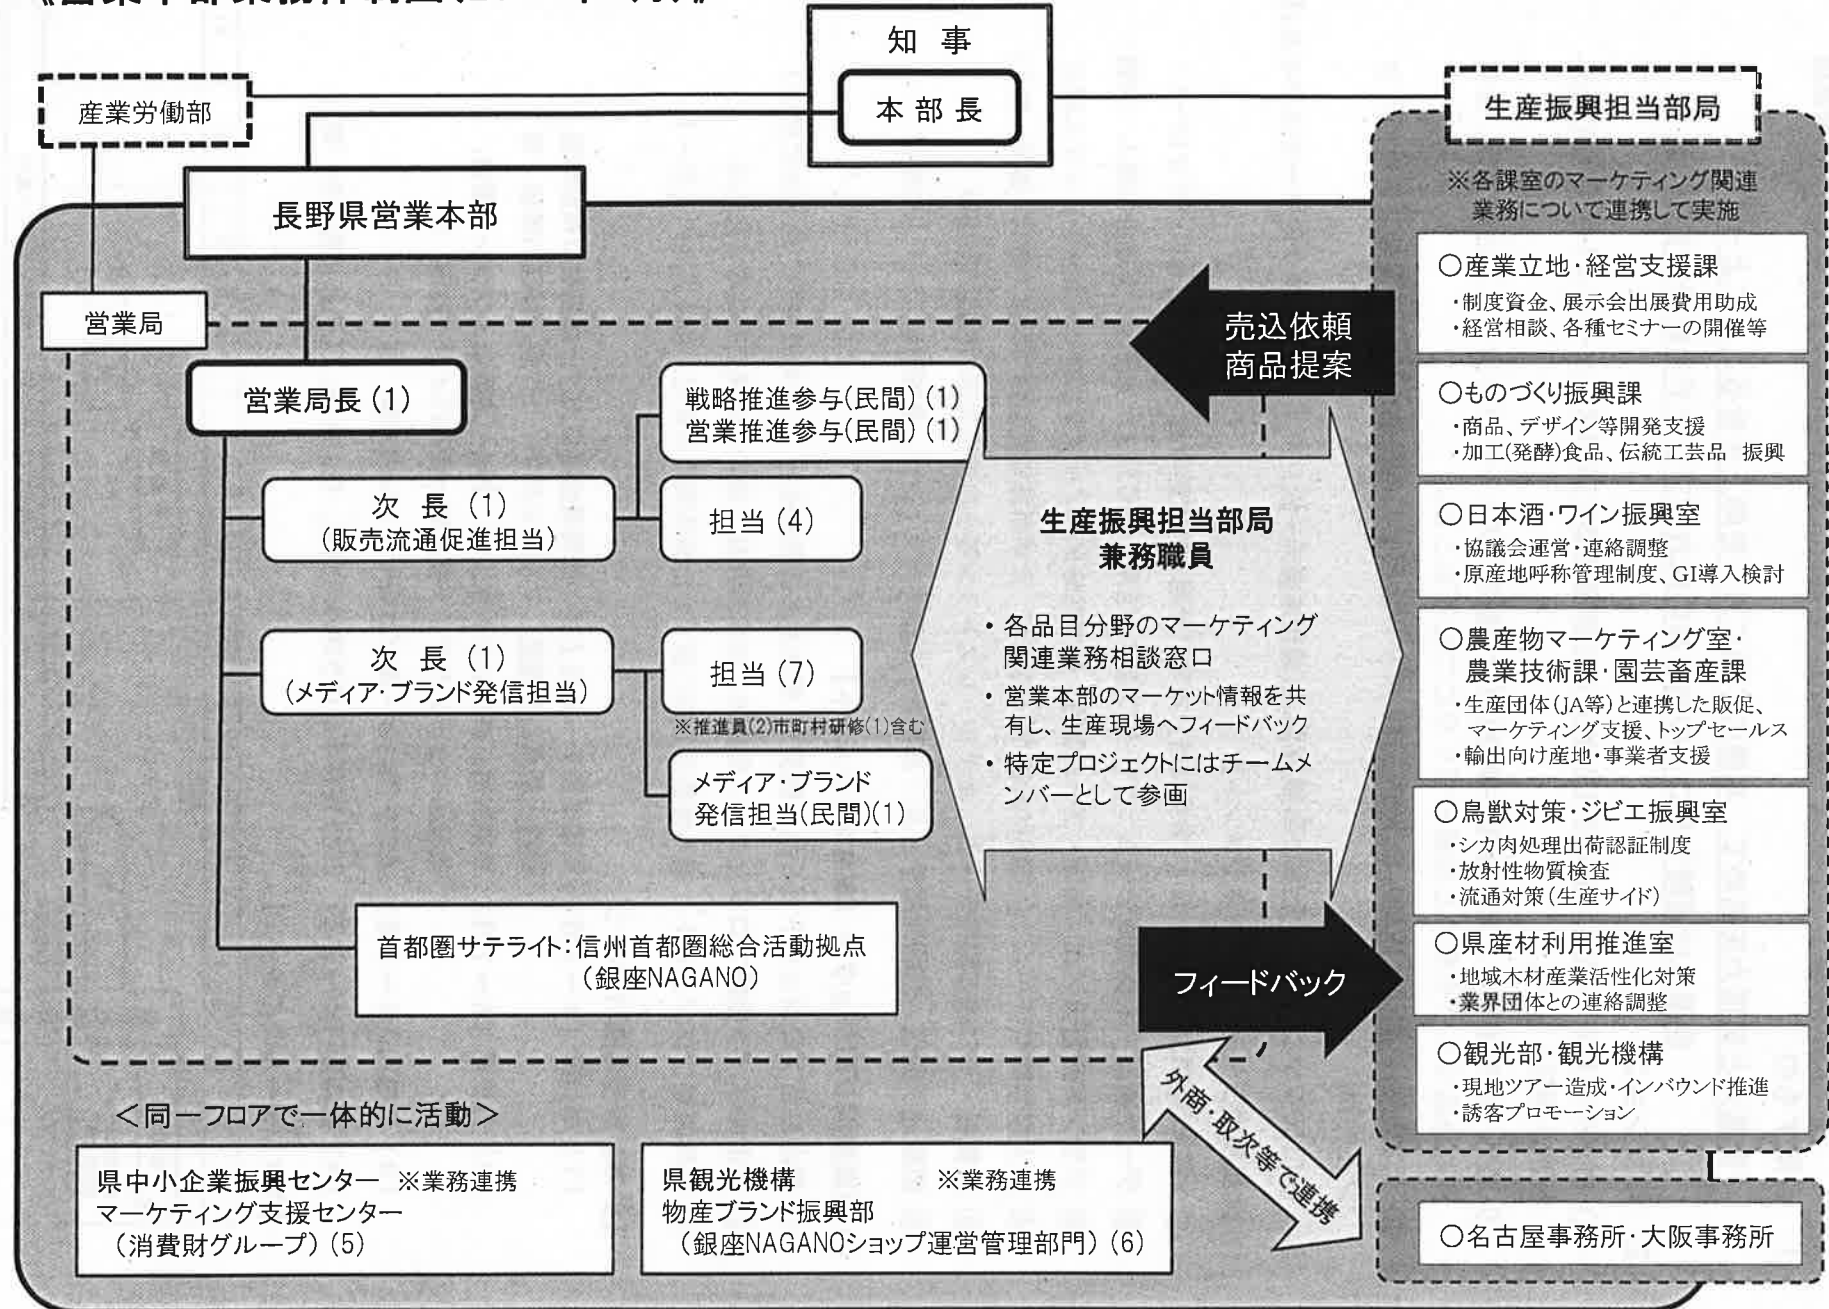 知 事
本 部 長
産業労働部
生産振興担当部局
長野県営業本部
営業局
営業局長 (1)
次 長 (1)
(販売流通促進担当)
戦略推進参与(民間) (1)
営業推進参与(民間) (1)
担当 (4)
次 長 (1)
(メディア・ブランド発信担当)
担当 (7)
※推進員(2)市町村研修(1)含む
メディア・ブランド
発信担当(民間)(1)
首都圏サテライト:信州首都圏総合活動拠点
(銀座NAGANO)
売込依頼
商品提案
生産振興担当部局
兼務職員
・各品目分野のマーケティング
関連業務相談窓口
・営業本部のマーケット情報を共
有し、生産現場へフィードバック
・特定プロジェクトにはチームメ
ンバーとして参画
フィードバック
外商・取次等で連携
※各課室のマーケティング関連
業務について連携して実施
○産業立地・経営支援課
・制度資金、展示会出展費用助成
・経営相談、各種セミナーの開催等
○ものづくり振興課
・商品、デザイン等開発支援
・加工(発酵)食品、伝統工芸品 振興
○日本酒・ワイン振興室
・協議会運営・連絡調整
・原産地呼称管理制度、GI導入検討
○農産物マーケティング室・
農業技術課・園芸畜産課
・生産団体(JA等)と連携した販促、
マーケティング支援、トップセールス
・輸出向け産地・事業者支援
○鳥獣対策・ジビエ振興室
・シカ肉処理出荷認証制度
・放射性物質検査
・流通対策(生産サイド)
○県産材利用推進室
・地域木材産業活性化対策
・業界団体との連絡調整
○観光部・観光機構
・現地ツアー造成・インバウンド推進
・誘客プロモーション
○名古屋事務所・大阪事務所
<同一フロアで一体的に活動>
県中小企業振興センター ※業務連携
マーケティング支援センター
(消費財グループ) (5)
県観光機構 ※業務連携
物産ブランド振興部
(銀座NAGANOショップ運営管理部門) (6)